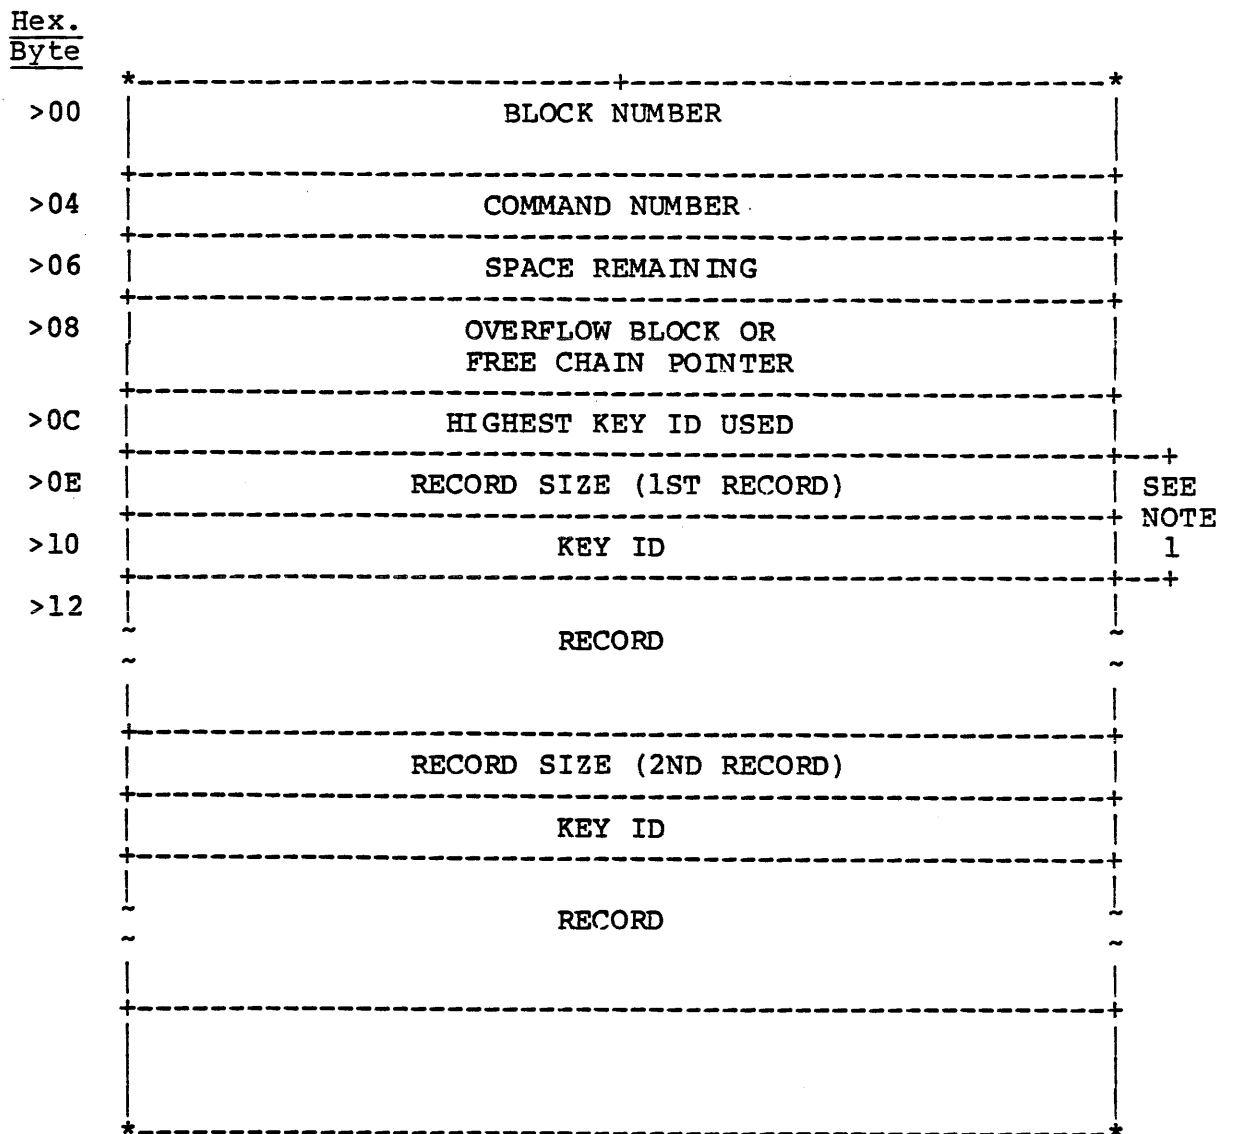 Hex.
Byte
>00 BLOCK NUMBER
>04 COMMAND NUMBER
>06 SPACE REMAINING
>08 OVERFLOW BLOCK OR
FREE CHAIN POINTER
>0C HIGHEST KEY ID USED
>0E RECORD SIZE (1ST RECORD) SEE
NOTE
>10 KEY ID 1
>12
RECORD
RECORD SIZE (2ND RECORD)
KEY ID
RECORD